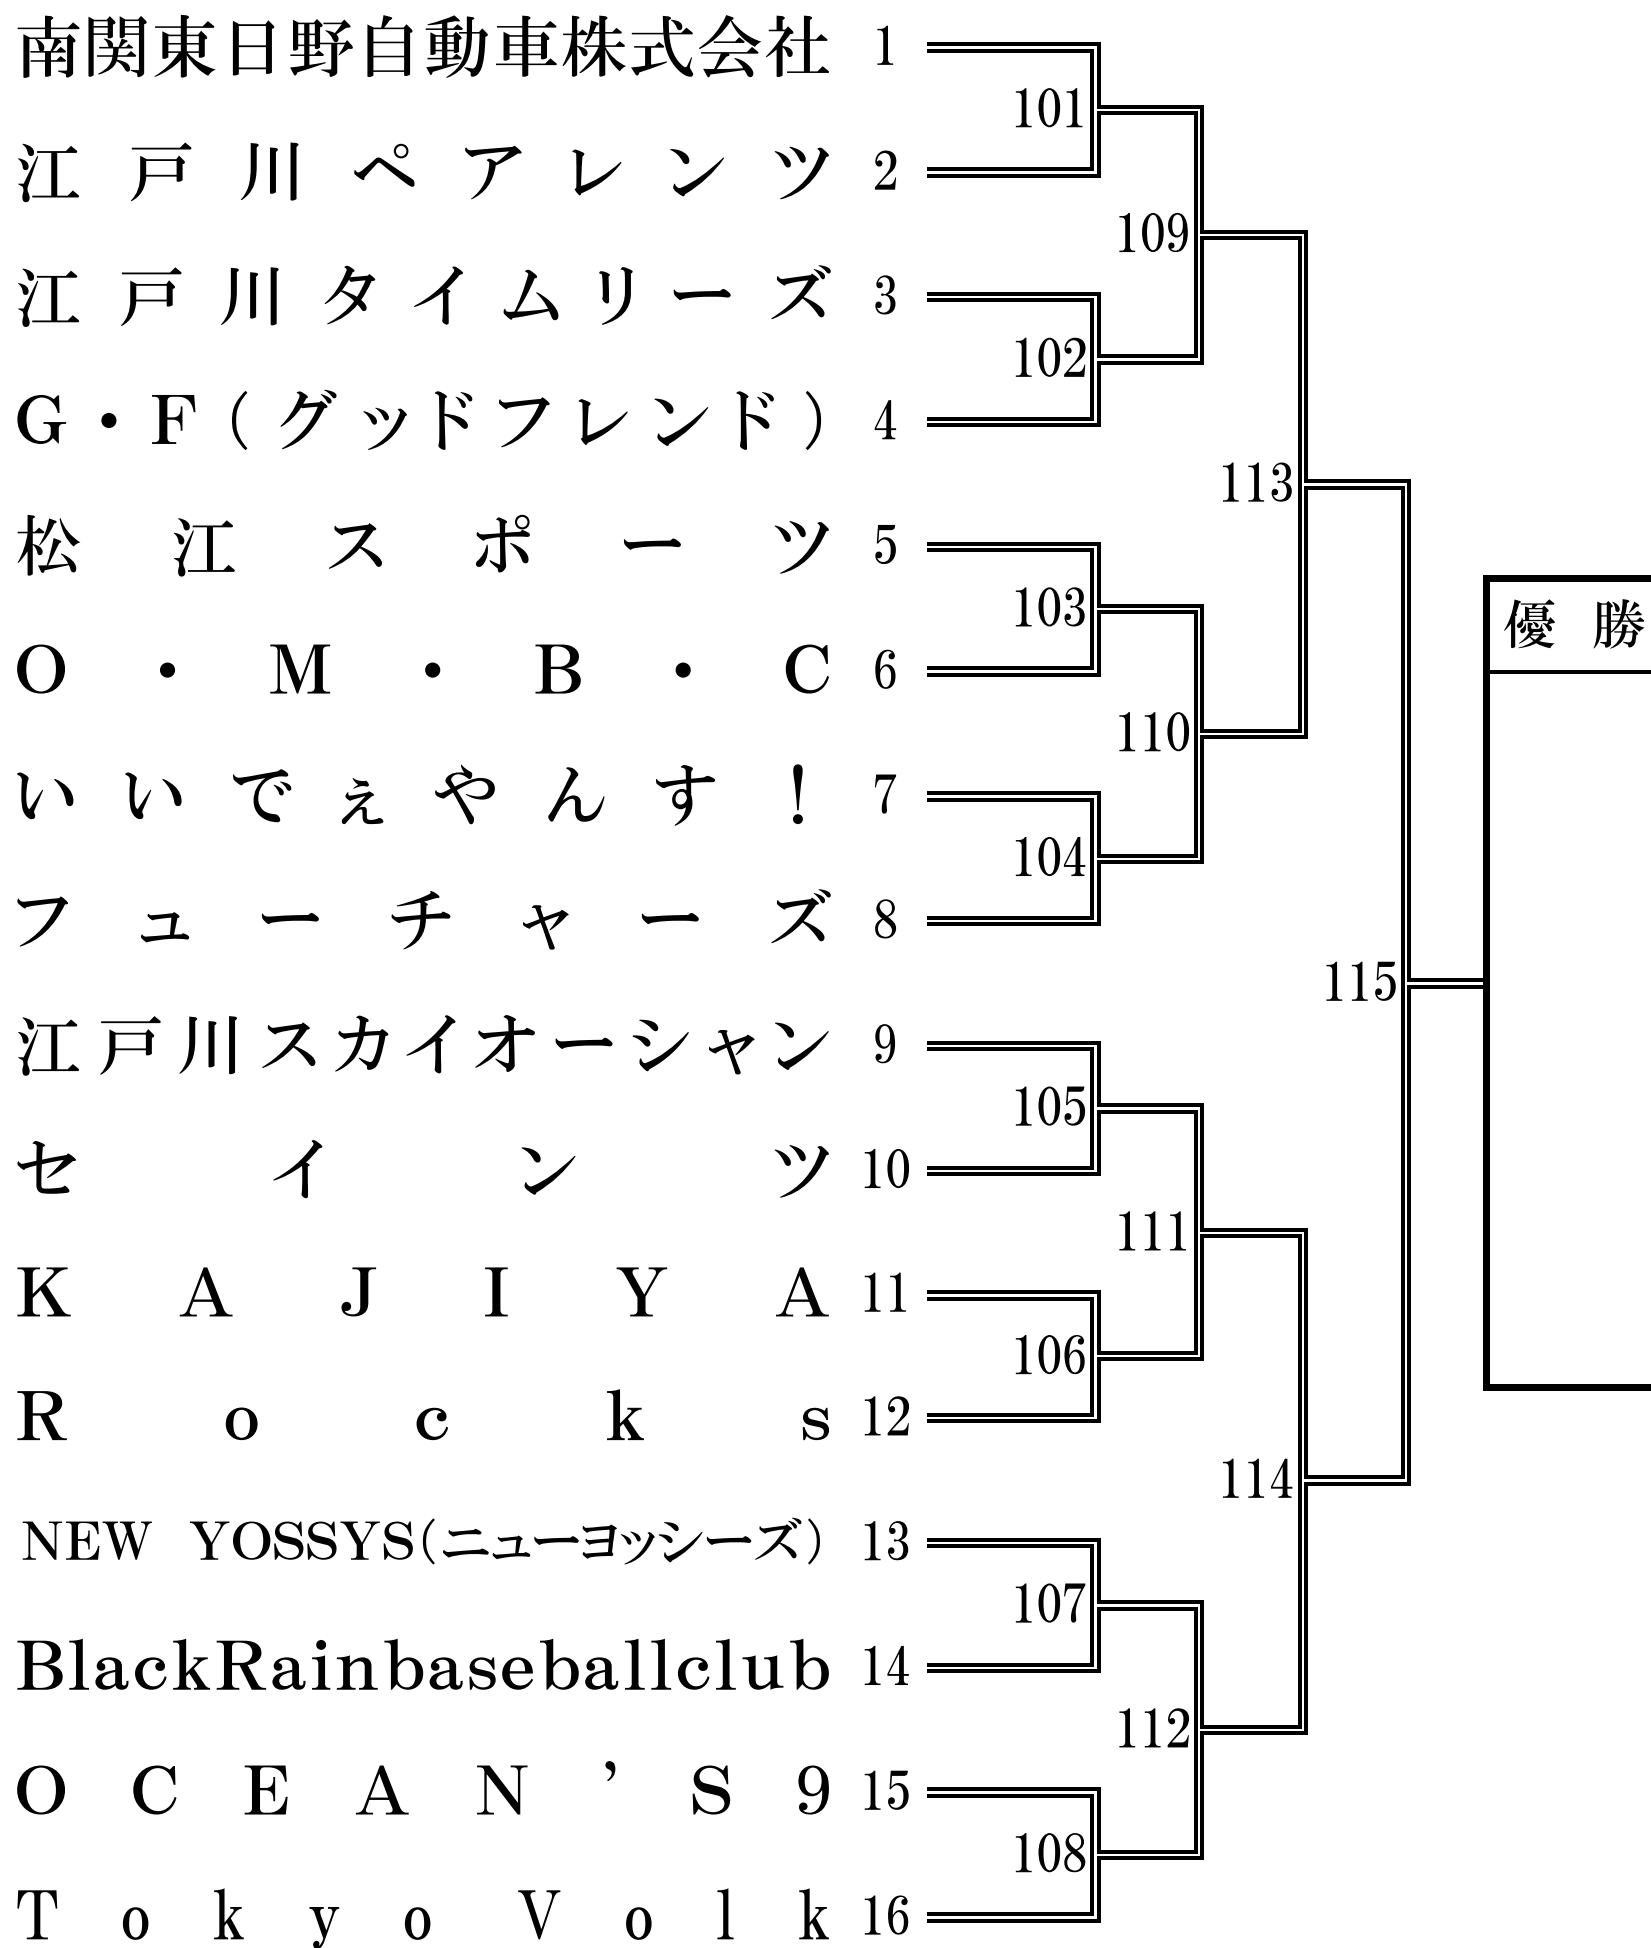 南関東日野自動車株式会社 1
101
江戸川ペアレンツ 2
109
江戸川タイムリーズ 3
102
G・F(グッドフレンド) 4
113
松江スポーツ 5
103
優勝
O・M・B・C 6
110
いいでぇやんす! 7
104
フューチャーズ 8
115
江戸川スカイオーシャン 9
105
セインツ 10
111
KAJIYA 11
106
Rocks 12
114
NEW YOSSYS(ニューヨッシーズ) 13
107
BlackRainbaseballclub 14
112
OCEAN’S9 15
108
TokyoVolk 16